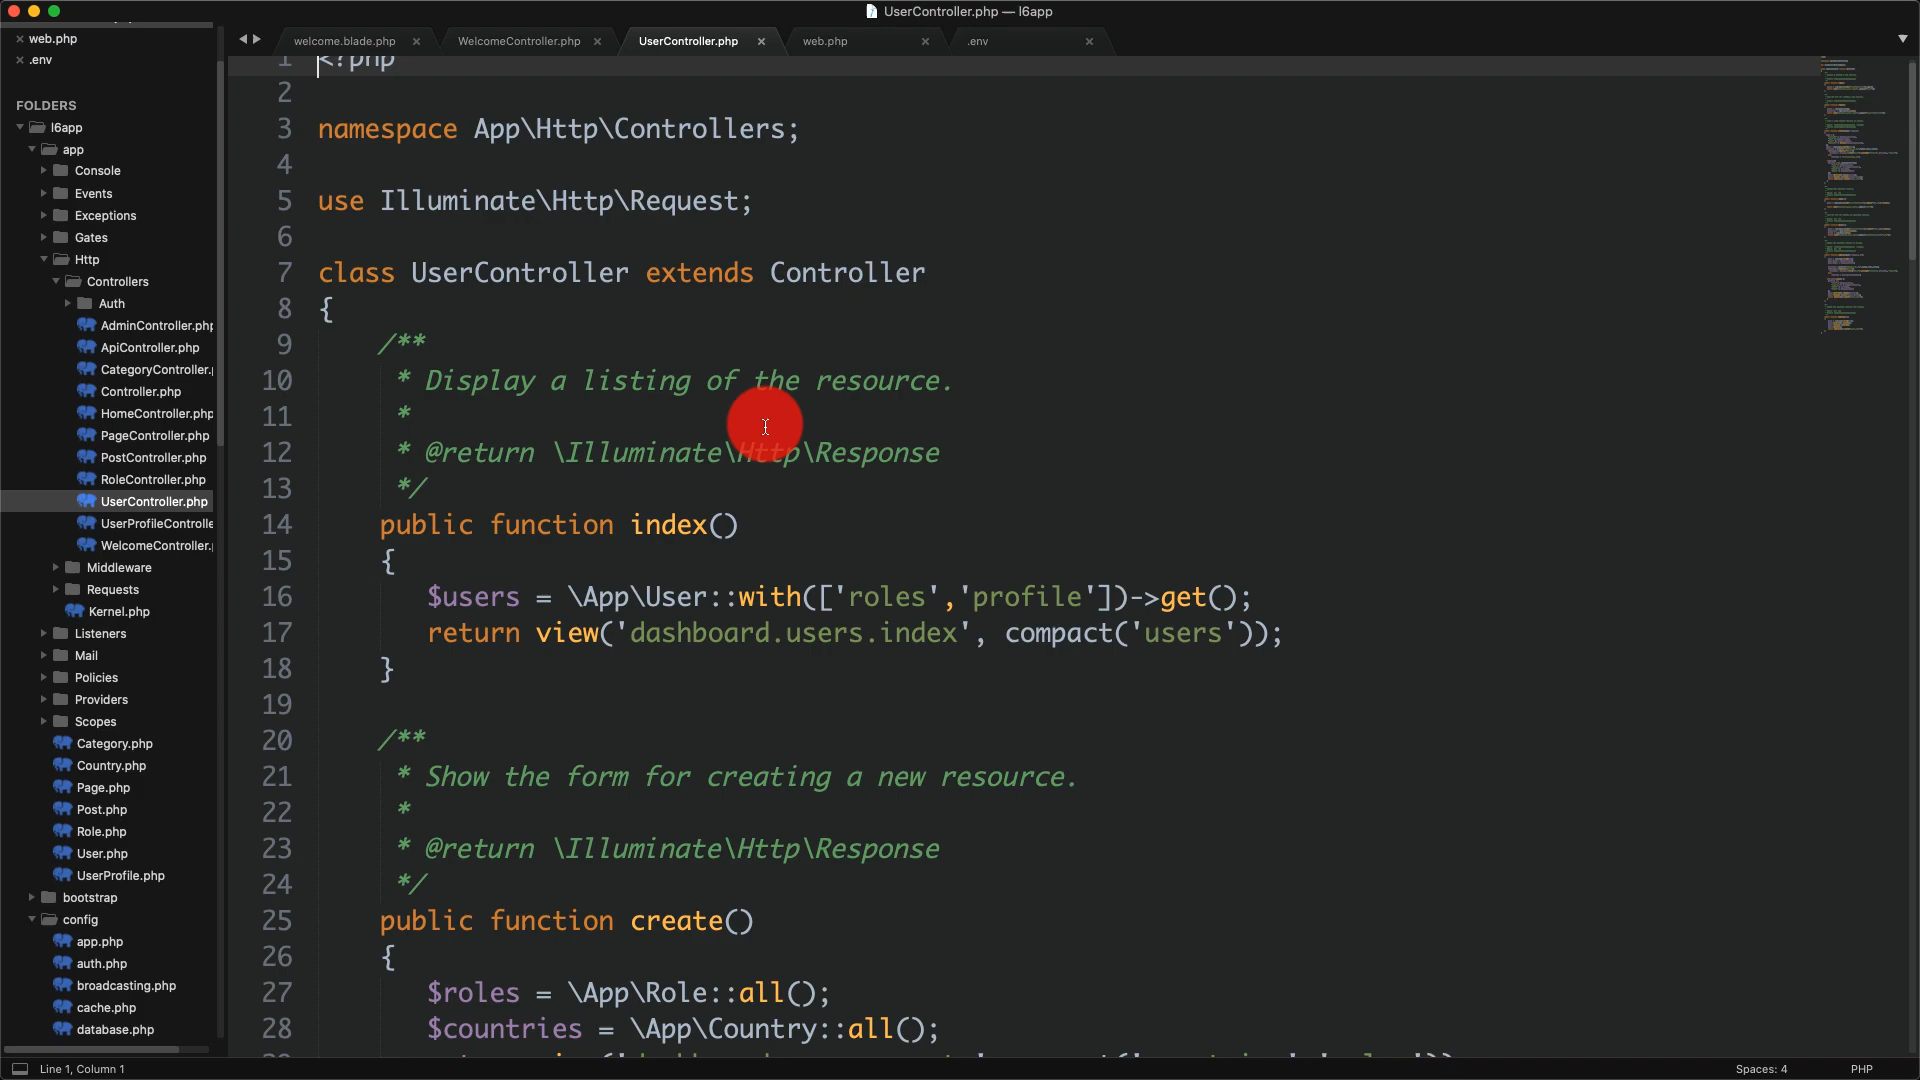 UserController.php — l6app
web.php
.env
FOLDERS
l6app
app
Console
Events
Exceptions
Gates
Http
Controllers
Auth
AdminController.php
ApiController.php
CategoryController.
Controller.php
HomeController.php
PageController.php
PostController.php
RoleController.php
UserController.php
UserProfileControlle
WelcomeController.
Middleware
Requests
Kernel.php
Listeners
Mail
Policies
Providers
Scopes
Category.php
Country.php
Page.php
Post.php
Role.php
User.php
UserProfile.php
bootstrap
config
app.php
auth.php
broadcasting.php
cache.php
database.php
welcome.blade.php
WelcomeController.php
UserController.php
web.php
.env
1 <?php
2
3 namespace App\Http\Controllers;
4
5 use Illuminate\Http\Request;
6
7 class UserController extends Controller
8 {
9 /**
10 * Display a listing of the resource.
11 *
12 * @return \Illuminate\Http\Response
13 */
14 public function index()
15 {
16 $users = \App\User::with(['roles','profile'])->get();
17 return view('dashboard.users.index', compact('users'));
18 }
19
20 /**
21 * Show the form for creating a new resource.
22 *
23 * @return \Illuminate\Http\Response
24 */
25 public function create()
26 {
27 $roles = \App\Role::all();
28 $countries = \App\Country::all();
Line 1, Column 1
Spaces: 4
PHP